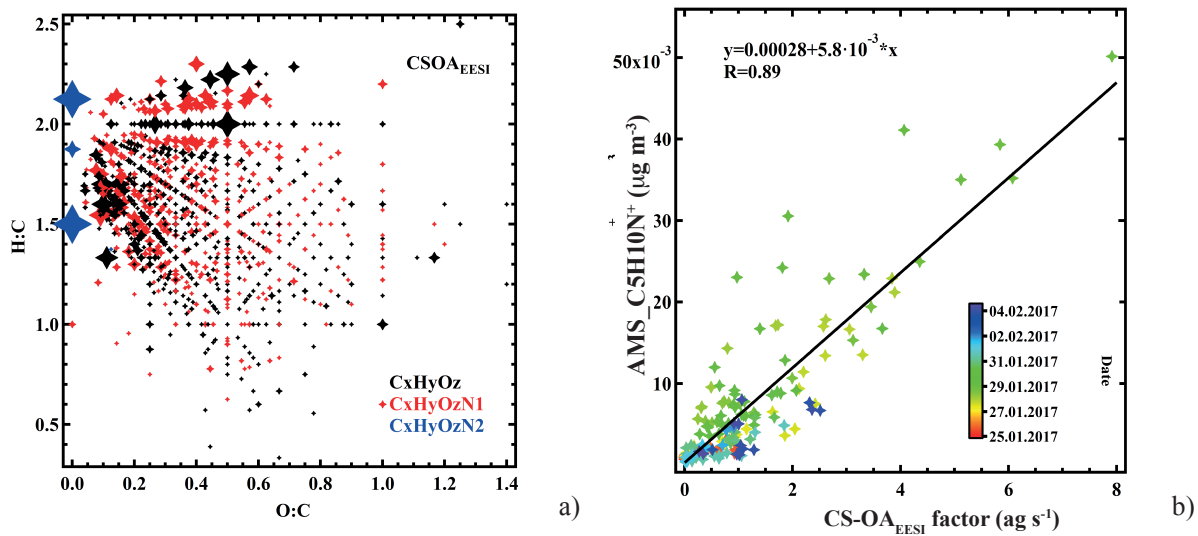 2.5
2.0
1.5
1.0
0.5
H:C
0.0 0.2 0.4 0.6 0.8 1.0 1.2 1.4
O:C
CSOA_EESI
CxHyOz
CxHyOzN1
CxHyOzN2
a)
y=0.00028+5.8·10⁻³*x
R=0.89
50x10⁻³
40
30
20
10
AMS_C5H10N⁺ (µg m⁻³)
04.02.2017
02.02.2017
31.01.2017
29.01.2017
27.01.2017
25.01.2017
Date
0 2 4 6 8
CS-OA_EESI factor (ag s⁻¹)
b)